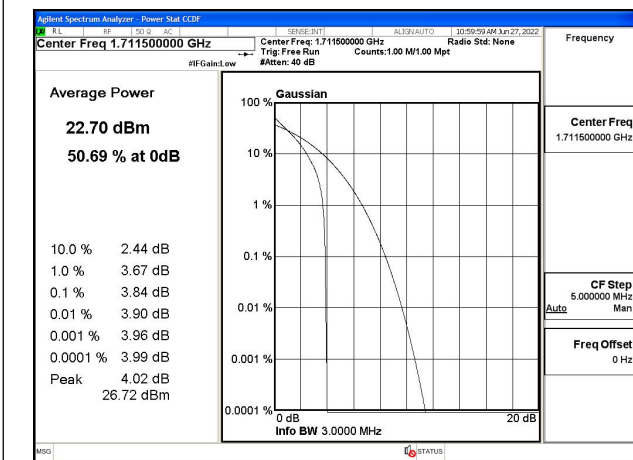 Agilent Spectrum Analyzer - Power Stat CCDF
LXI RL RF 50 Ω AC SENSE:INT ALIGN AUTO 10:59:59 AM Jun 27, 2022
Center Freq 1.711500000 GHz
Center Freq: 1.711500000 GHz Radio Std: None
Trig: Free Run Counts:1.00 M/1.00 Mpt
#IFGain:Low #Atten: 40 dB
Frequency
Average Power
22.70 dBm
50.69 % at 0dB
10.0 % 2.44 dB
1.0 % 3.67 dB
0.1 % 3.84 dB
0.01 % 3.90 dB
0.001 % 3.96 dB
0.0001 % 3.99 dB
Peak 4.02 dB
26.72 dBm
Gaussian
100 %
10 %
1 %
0.1 %
0.01 %
0.001 %
0.0001 %
0 dB 20 dB
Info BW 3.0000 MHz
Center Freq
1.711500000 GHz
CF Step
5.000000 MHz
Auto Man
Freq Offset
0 Hz
MSG STATUS